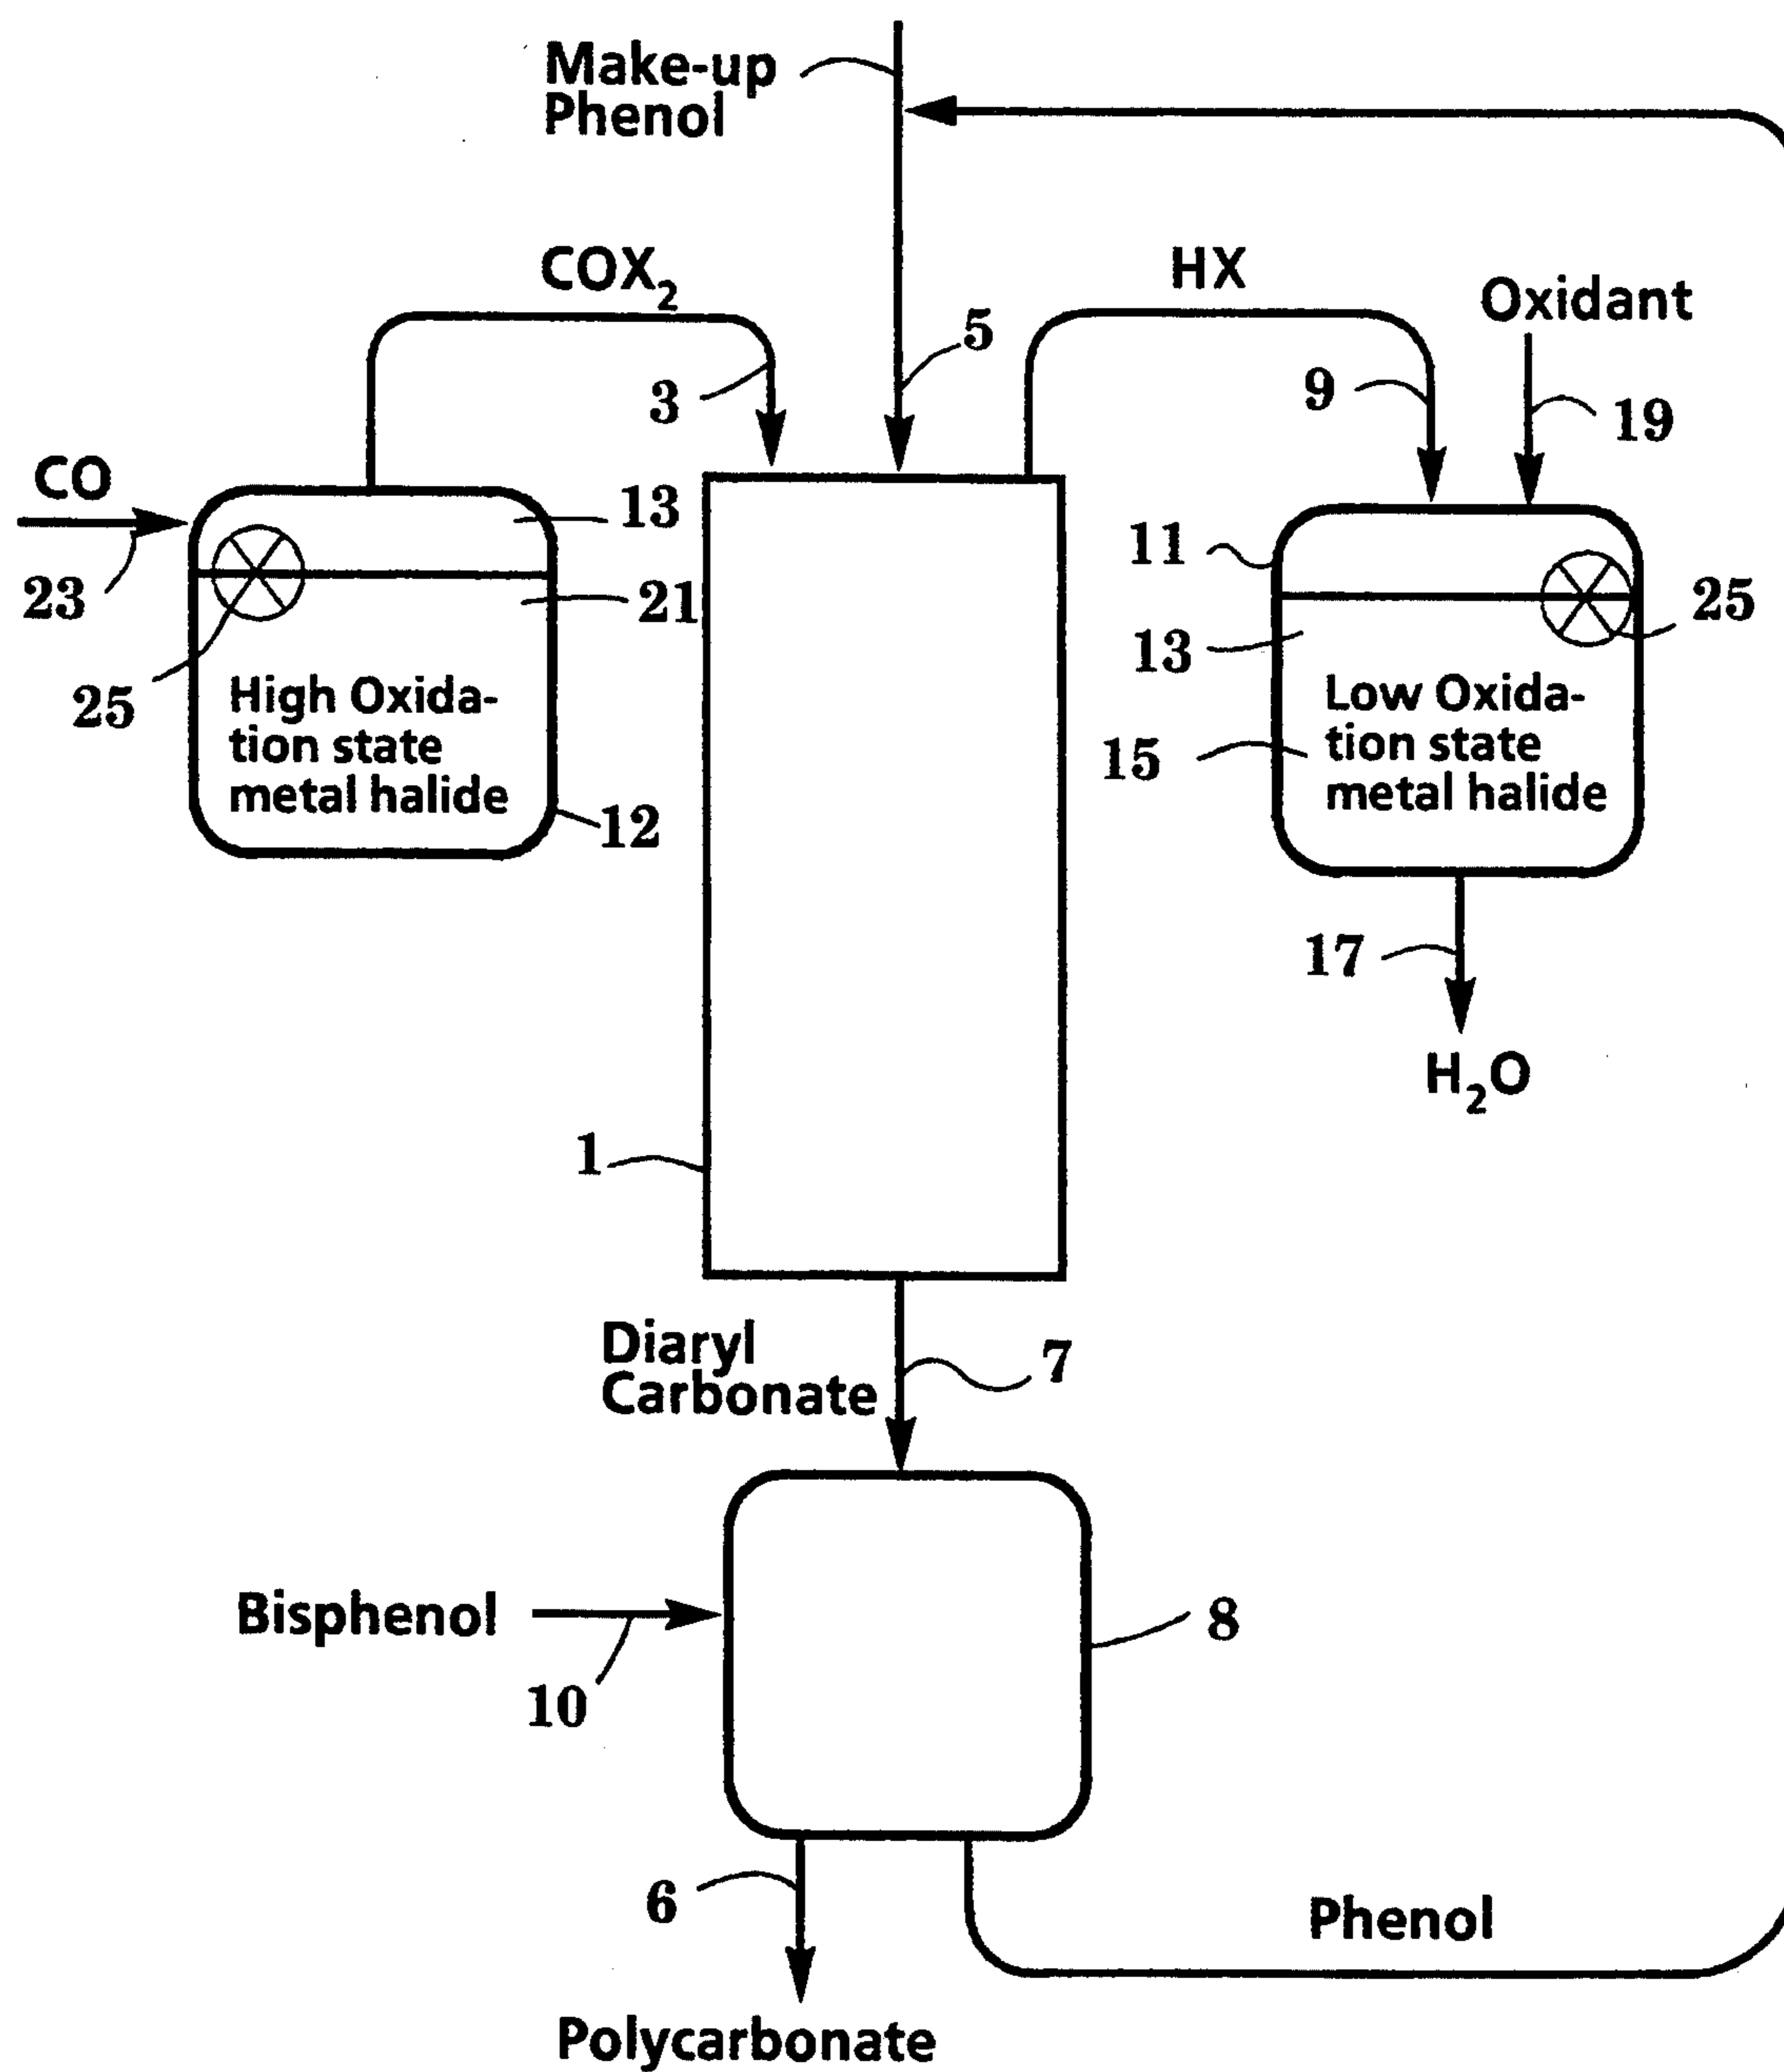 Make-up
Phenol
COX₂
HX
Oxidant
5
3
9
19
CO
13
11
23
21
25
13
25
High Oxida-
tion state
metal halide
Low Oxida-
tion state
metal halide
15
12
17
H₂O
1
Diaryl
Carbonate
7
Bisphenol
8
10
6
Phenol
Polycarbonate